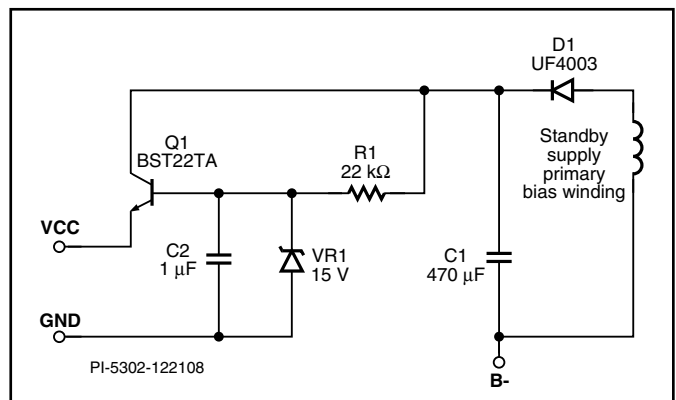 D1
UF4003
Q1
BST22TA
R1
22 kΩ
Standby
supply
primary
bias winding
VCC
C2
1 µF
VR1
15 V
C1
470 µF
GND
PI-5302-122108
B-